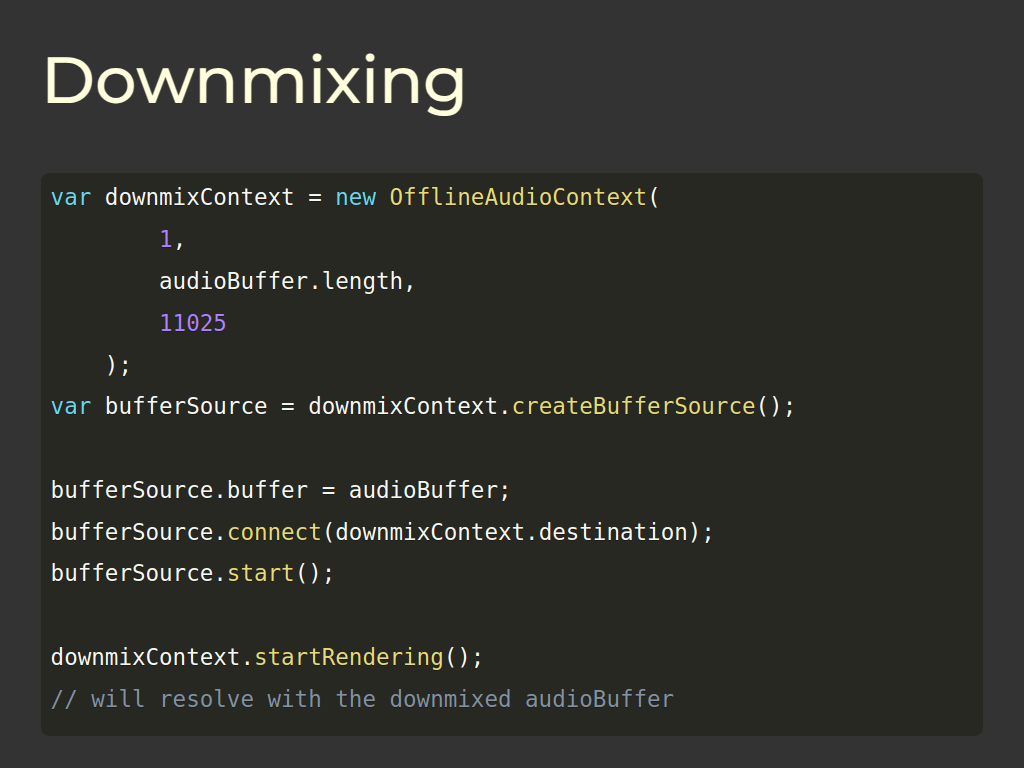 Downmixing
var downmixContext = new OfflineAudioContext(
        1,
        audioBuffer.length,
        11025
    );
var bufferSource = downmixContext.createBufferSource();

bufferSource.buffer = audioBuffer;
bufferSource.connect(downmixContext.destination);
bufferSource.start();

downmixContext.startRendering();
// will resolve with the downmixed audioBuffer